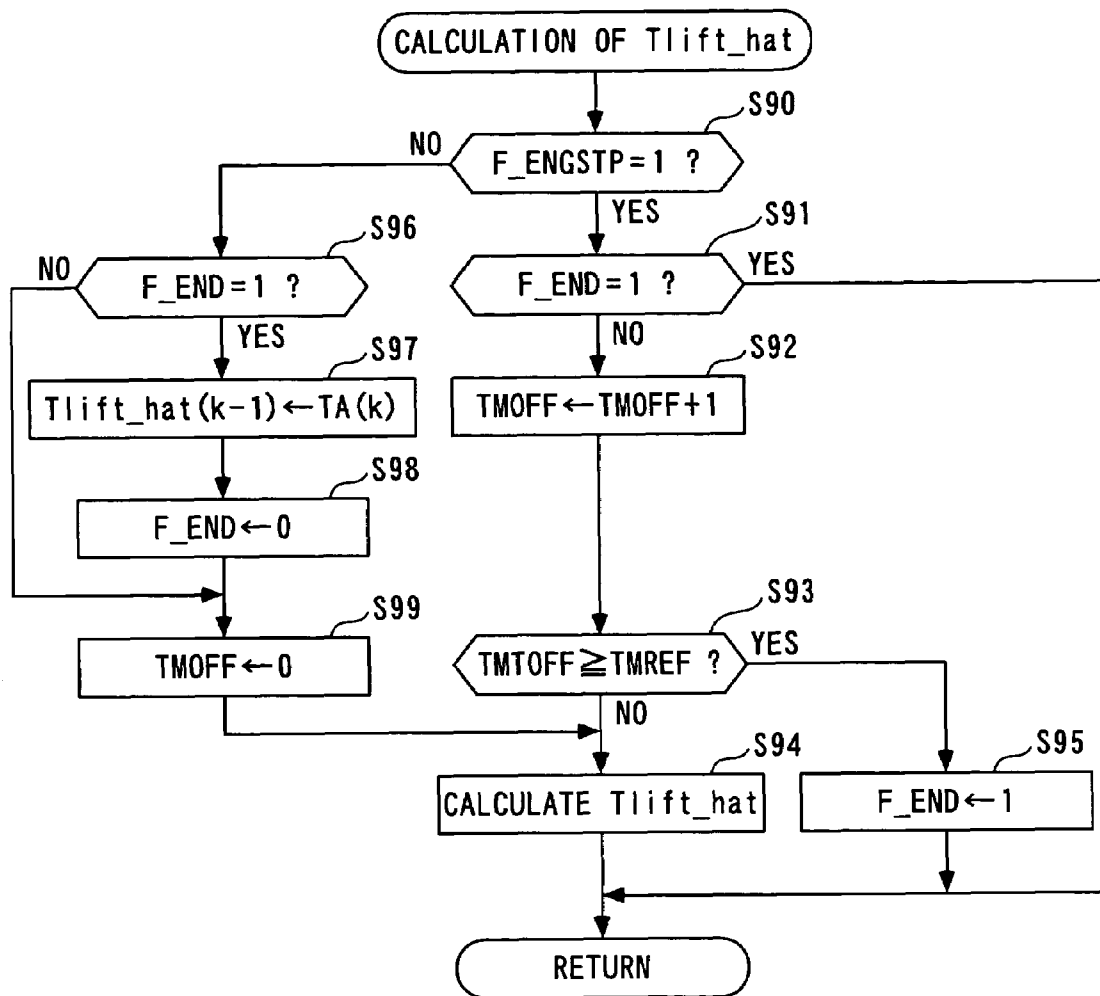 CALCULATION OF Tlift_hat
S90
NO
F_ENGSTP=1 ?
YES
S91
S96
NO
F_END=1 ?
F_END=1 ?
YES
YES
NO
S97
S92
Tlift_hat(k-1)←TA(k)
TMOFF←TMOFF+1
S98
F_END←0
S99
S93
TMOFF←0
TMTOFF≧TMREF ?
YES
NO
S94
S95
CALCULATE Tlift_hat
F_END←1
RETURN